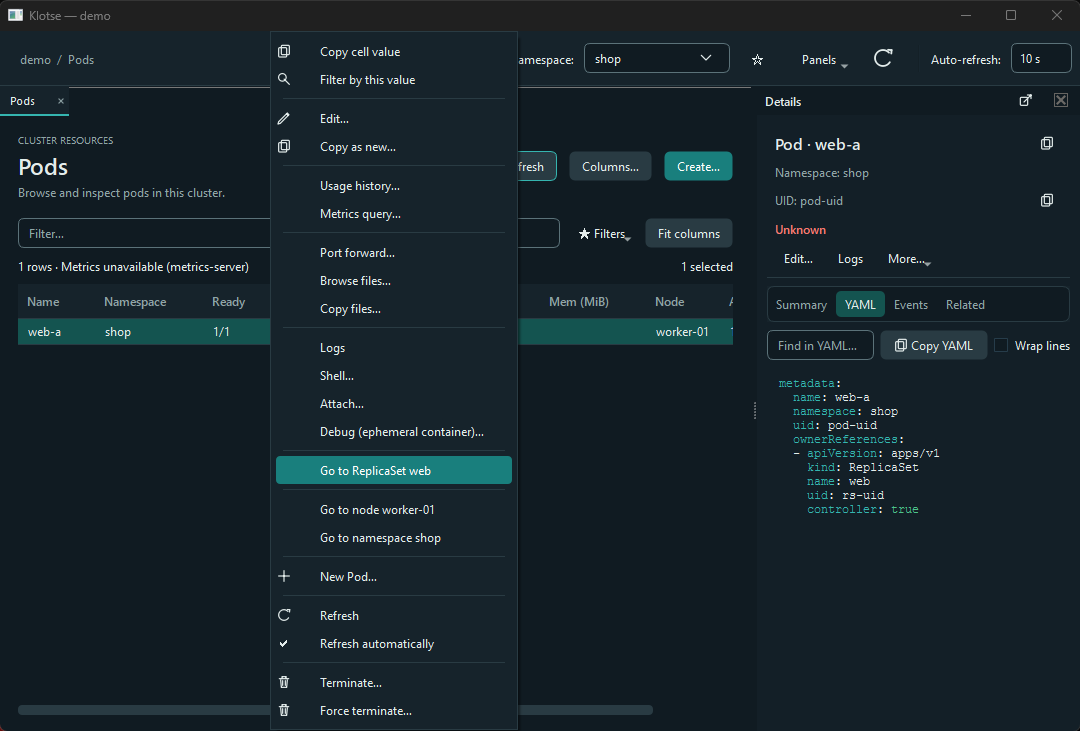 Klotse — demo
demo / Pods
amespace:
shop
Panels
Auto-refresh:
10 s
Pods
CLUSTER RESOURCES
Pods
Browse and inspect pods in this cluster.
fresh
Columns...
Create...
Filter...
Filters
Fit columns
1 rows · Metrics unavailable (metrics-server)
1 selected
Name
Namespace
Ready
Mem (MiB)
Node
web-a
shop
1/1
worker-01
Copy cell value
Filter by this value
Edit...
Copy as new...
Usage history...
Metrics query...
Port forward...
Browse files...
Copy files...
Logs
Shell...
Attach...
Debug (ephemeral container)...
Go to ReplicaSet web
Go to node worker-01
Go to namespace shop
New Pod...
Refresh
Refresh automatically
Terminate...
Force terminate...
Details
Pod · web-a
Namespace: shop
UID: pod-uid
Unknown
Edit...
Logs
More...
Summary
YAML
Events
Related
Find in YAML...
Copy YAML
Wrap lines
metadata:
name: web-a
namespace: shop
uid: pod-uid
ownerReferences:
- apiVersion: apps/v1
kind: ReplicaSet
name: web
uid: rs-uid
controller: true